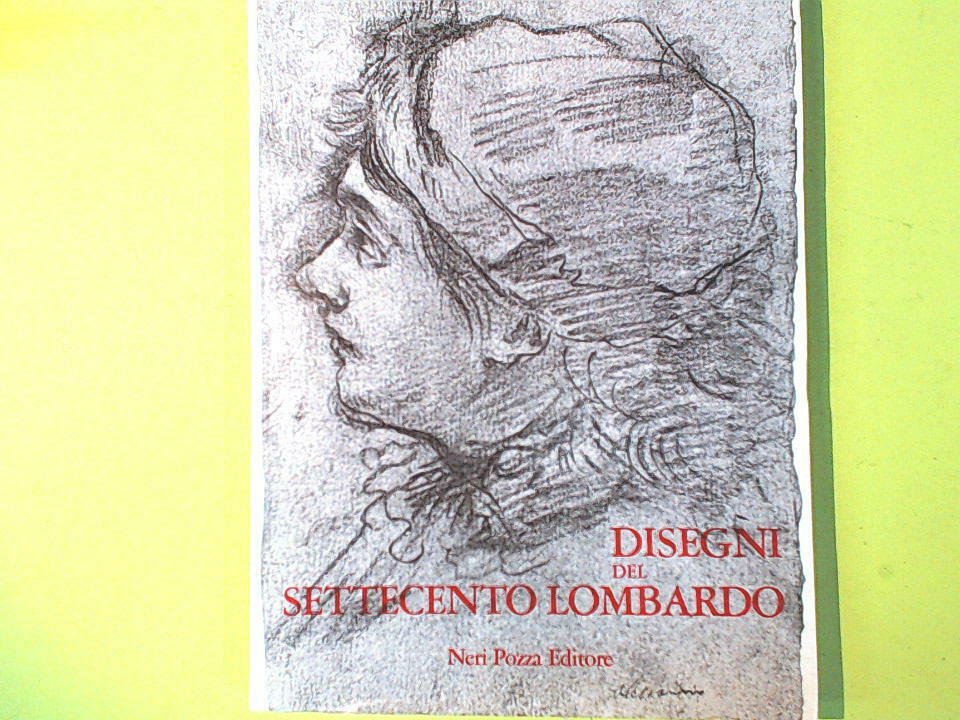 DISEGNI
DEL
SETTECENTO LOMBARDO
Neri Pozza Editore